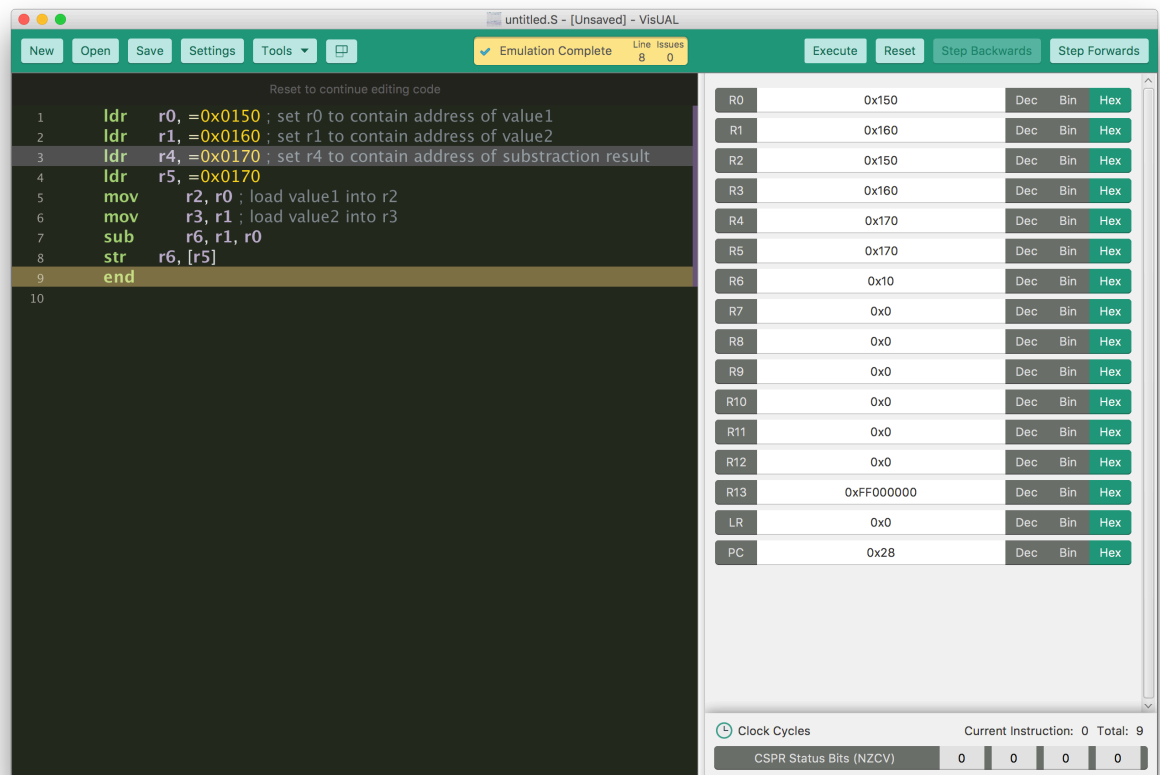 untitled.S - [Unsaved] - VisUAL
New Open Save Settings Tools Emulation Complete Line Issues 8 0 Execute Reset Step Backwards Step Forwards
Reset to continue editing code
1 ldr r0, =0x0150 ; set r0 to contain address of value1
2 ldr r1, =0x0160 ; set r1 to contain address of value2
3 ldr r4, =0x0170 ; set r4 to contain address of substraction result
4 ldr r5, =0x0170
5 mov r2, r0 ; load value1 into r2
6 mov r3, r1 ; load value2 into r3
7 sub r6, r1, r0
8 str r6, [r5]
9 end
10
R0 0x150 Dec Bin Hex
R1 0x160 Dec Bin Hex
R2 0x150 Dec Bin Hex
R3 0x160 Dec Bin Hex
R4 0x170 Dec Bin Hex
R5 0x170 Dec Bin Hex
R6 0x10 Dec Bin Hex
R7 0x0 Dec Bin Hex
R8 0x0 Dec Bin Hex
R9 0x0 Dec Bin Hex
R10 0x0 Dec Bin Hex
R11 0x0 Dec Bin Hex
R12 0x0 Dec Bin Hex
R13 0xFF000000 Dec Bin Hex
LR 0x0 Dec Bin Hex
PC 0x28 Dec Bin Hex
Clock Cycles Current Instruction: 0 Total: 9
CSPR Status Bits (NZCV) 0 0 0 0